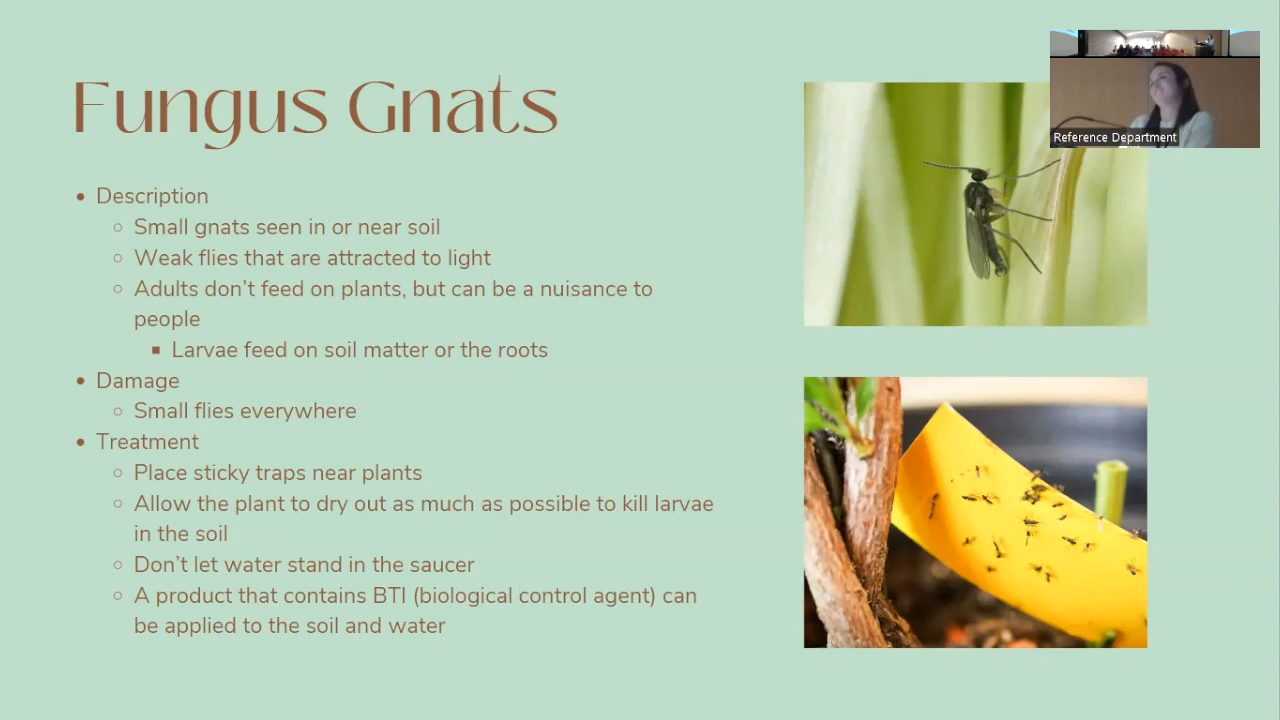 Fungus Gnats
Reference Department
• Description
○ Small gnats seen in or near soil
○ Weak flies that are attracted to light
○ Adults don’t feed on plants, but can be a nuisance to
people
▪ Larvae feed on soil matter or the roots
• Damage
○ Small flies everywhere
• Treatment
○ Place sticky traps near plants
○ Allow the plant to dry out as much as possible to kill larvae
in the soil
○ Don’t let water stand in the saucer
○ A product that contains BTI (biological control agent) can
be applied to the soil and water